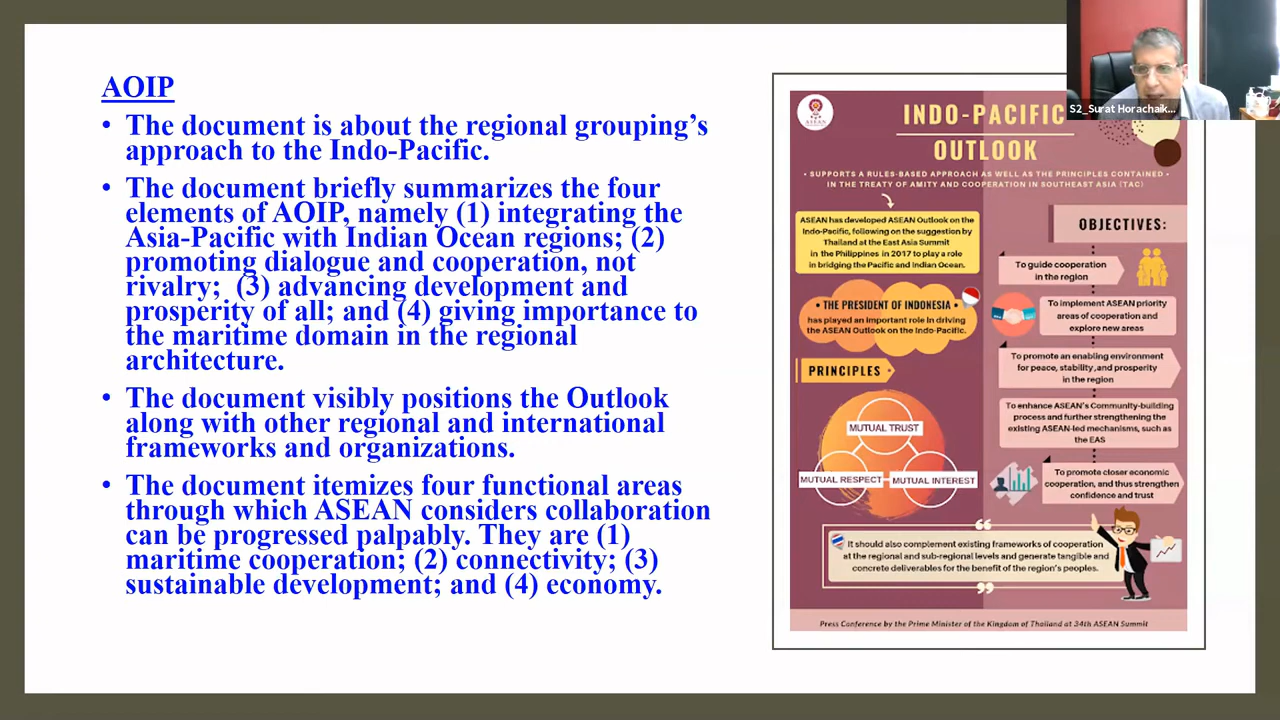 AOIP
• The document is about the regional grouping’s
approach to the Indo-Pacific.
• The document briefly summarizes the four
elements of AOIP, namely (1) integrating the
Asia-Pacific with Indian Ocean regions; (2)
promoting dialogue and cooperation, not
rivalry; (3) advancing development and
prosperity of all; and (4) giving importance to
the maritime domain in the regional
architecture.
• The document visibly positions the Outlook
along with other regional and international
frameworks and organizations.
• The document itemizes four functional areas
through which ASEAN considers collaboration
can be progressed palpably. They are (1)
maritime cooperation; (2) connectivity; (3)
sustainable development; and (4) economy.
S2_Surat Horachaik...
ASEAN
INDO-PACIFIC
OUTLOOK
• SUPPORTS A RULES-BASED APPROACH AS WELL AS THE PRINCIPLES CONTAINED •
IN THE TREATY OF AMITY AND COOPERATION IN SOUTHEAST ASIA (TAC)
ASEAN has developed ASEAN Outlook on the
Indo-Pacific, following on the suggestion by
Thailand at the East Asia Summit
in the Philippines in 2017 to play a role
in bridging the Pacific and Indian Ocean.
• THE PRESIDENT OF INDONESIA •
has played an important role in driving
the ASEAN Outlook on the Indo-Pacific.
PRINCIPLES
MUTUAL TRUST
MUTUAL RESPECT
MUTUAL INTEREST
OBJECTIVES:
To guide cooperation
in the region
To implement ASEAN priority
areas of cooperation and
explore new areas
To promote an enabling environment
for peace, stability, and prosperity
in the region
To enhance ASEAN's Community-building
process and further strengthening the
existing ASEAN-led mechanisms, such as
the EAS
To promote closer economic
cooperation, and thus strengthen
confidence and trust
“
It should also complement existing frameworks of cooperation
at the regional and sub-regional levels and generate tangible and
concrete deliverables for the benefit of the region's peoples.
”
Press Conference by the Prime Minister of the Kingdom of Thailand at 34th ASEAN Summit